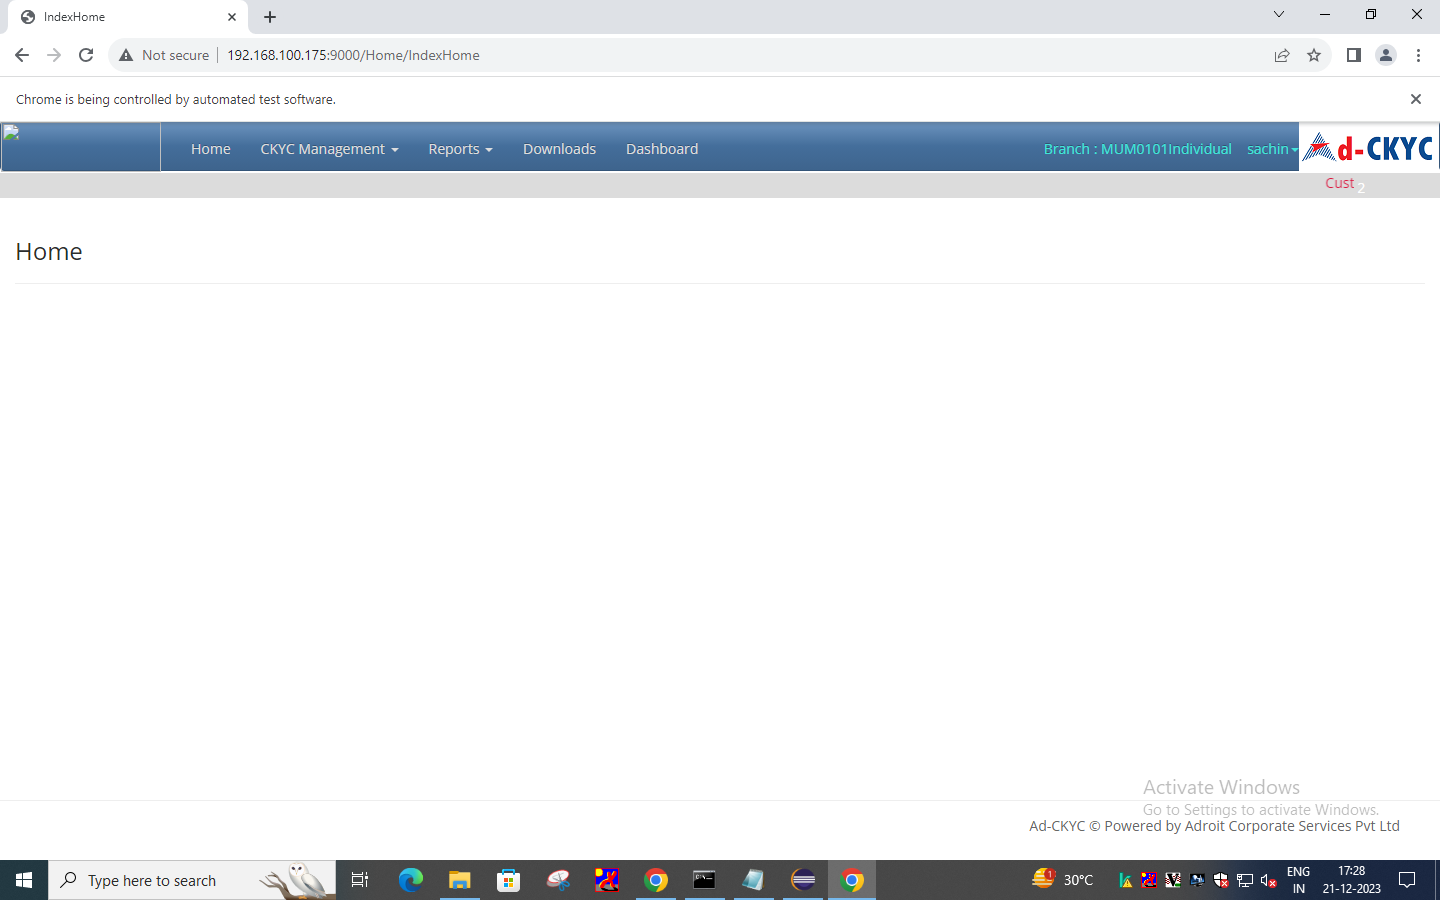 IndexHome
Not secure 192.168.100.175:9000/Home/IndexHome
Chrome is being controlled by automated test software.
Home CKYC Management Reports Downloads Dashboard Branch : MUM0101Individual sachin d-CKYC
Cust 2
Home
Activate Windows
Go to Settings to activate Windows.
Ad-CKYC © Powered by Adroit Corporate Services Pvt Ltd
Type here to search 1 30°C ENG IN 17:28 21-12-2023